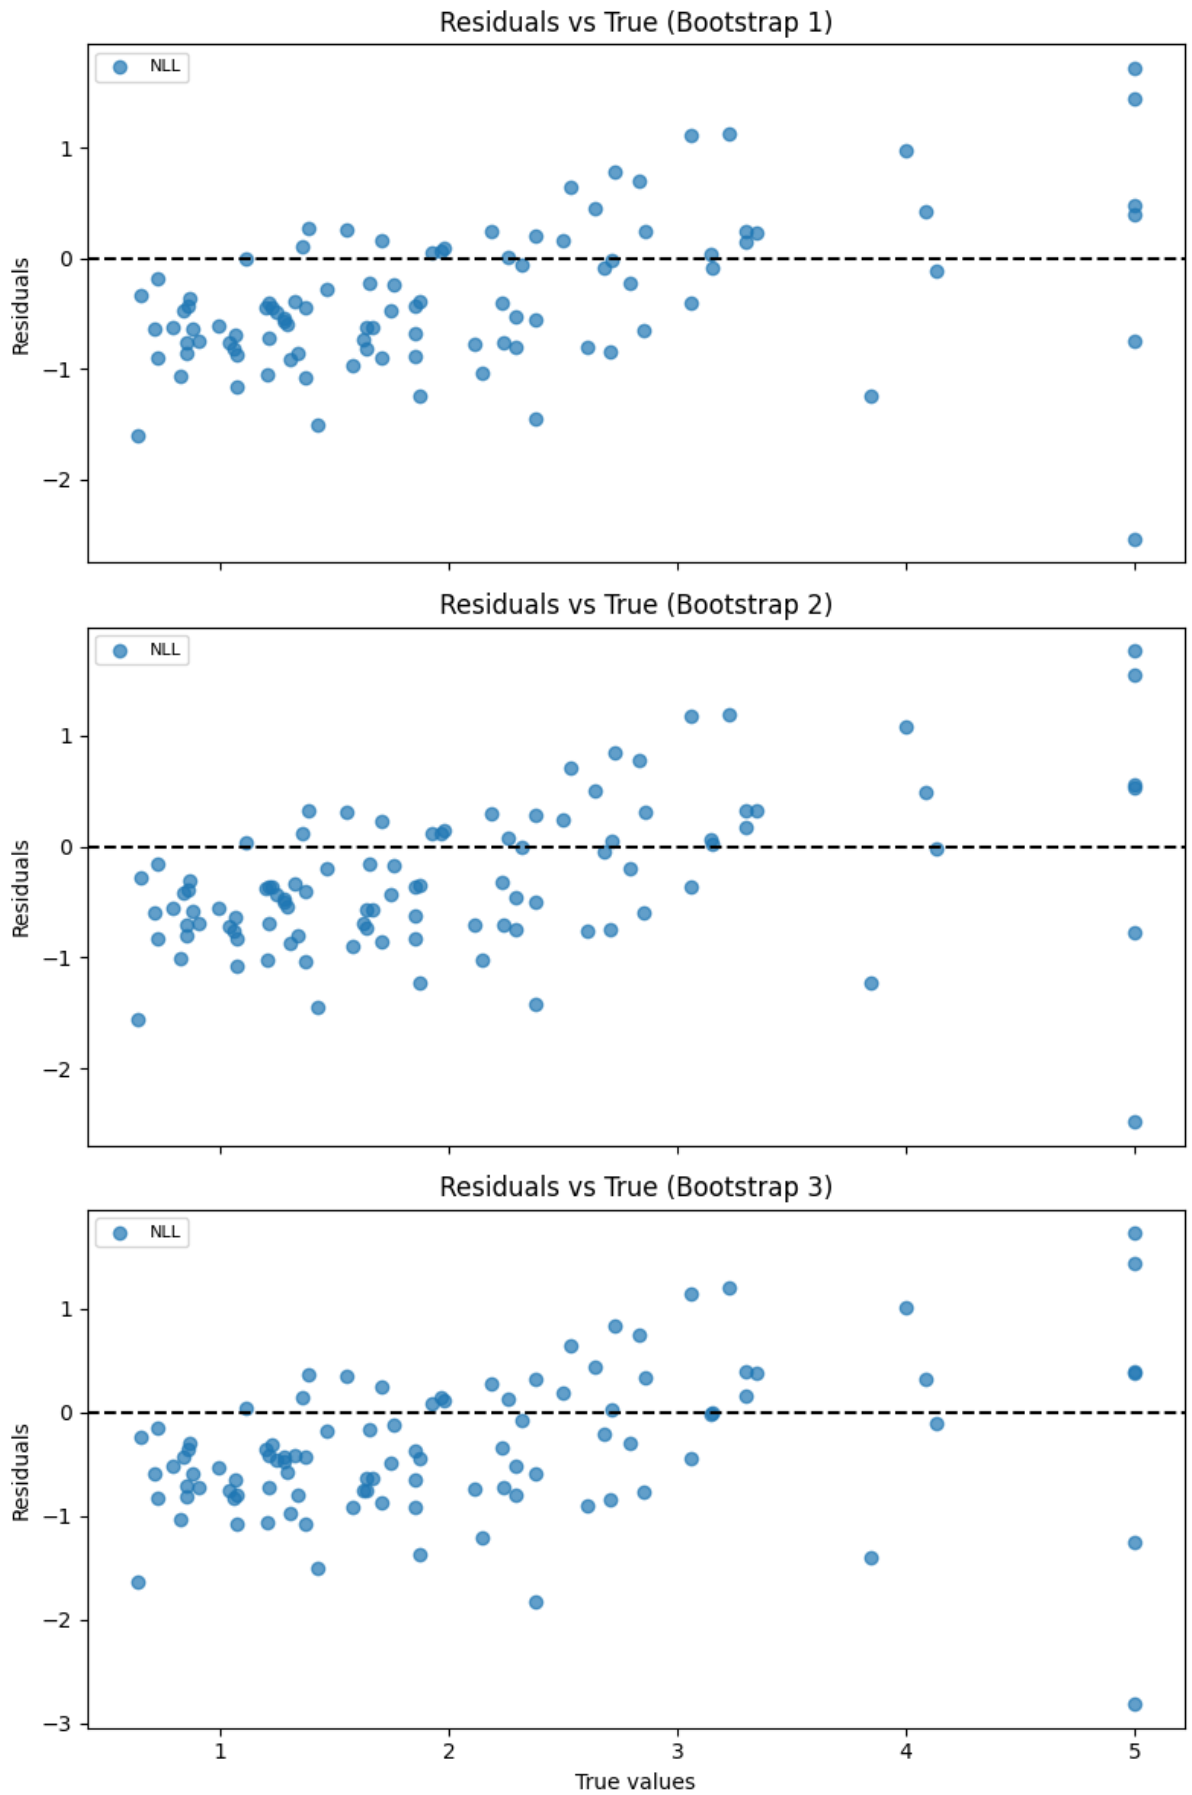 Residuals vs True (Bootstrap 1)
NLL
1
0
−1
−2
Residuals
Residuals vs True (Bootstrap 2)
NLL
1
0
−1
−2
Residuals
Residuals vs True (Bootstrap 3)
NLL
1
0
−1
−2
−3
Residuals
1 2 3 4 5
True values